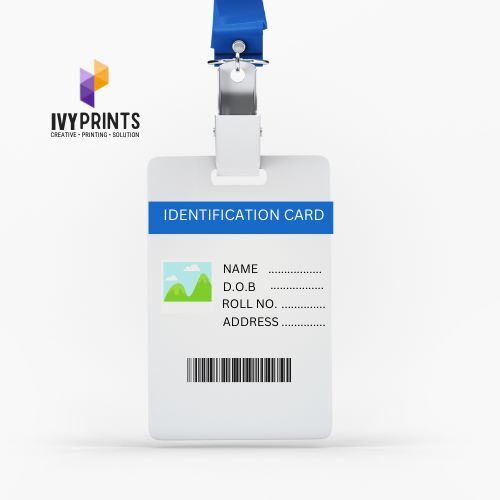 IVYPRINTS
CREATIVE • PRINTING • SOLUTION
IDENTIFICATION CARD
NAME ..................
D.O.B ..................
ROLL NO. ...............
ADDRESS ...............